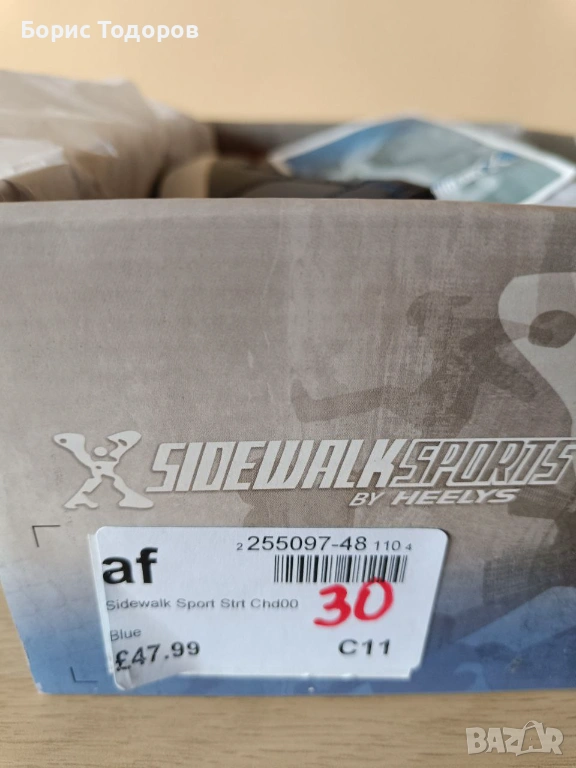 Борис Тодоров
SIDEWALKSPORTS
BY HEELYS
af
2 255097-48 110 4
Sidewalk Sport Strt Chd00
30
Blue
£47.99
C11
BAZAR